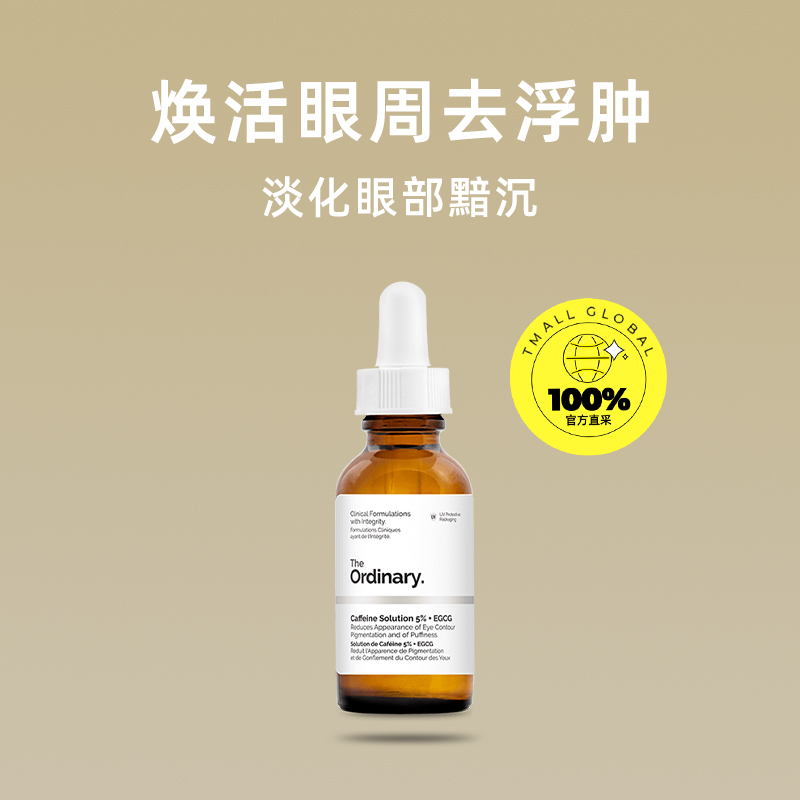 焕活眼周去浮肿
淡化眼部黯沉
TMALL GLOBAL
100%
官方直采
Clinical Formulations
with Integrity.
Formulations Cliniques
ayant de l'Intégrité.
UV Protective
Packaging
The
Ordinary.
Caffeine Solution 5% + EGCG
Reduces Appearance of Eye Contour
Pigmentation and of Puffiness
Solution de Caféine 5% + EGCG
Réduit l'Apparence de Pigmentation
et de Gonflement du Contour des Yeux